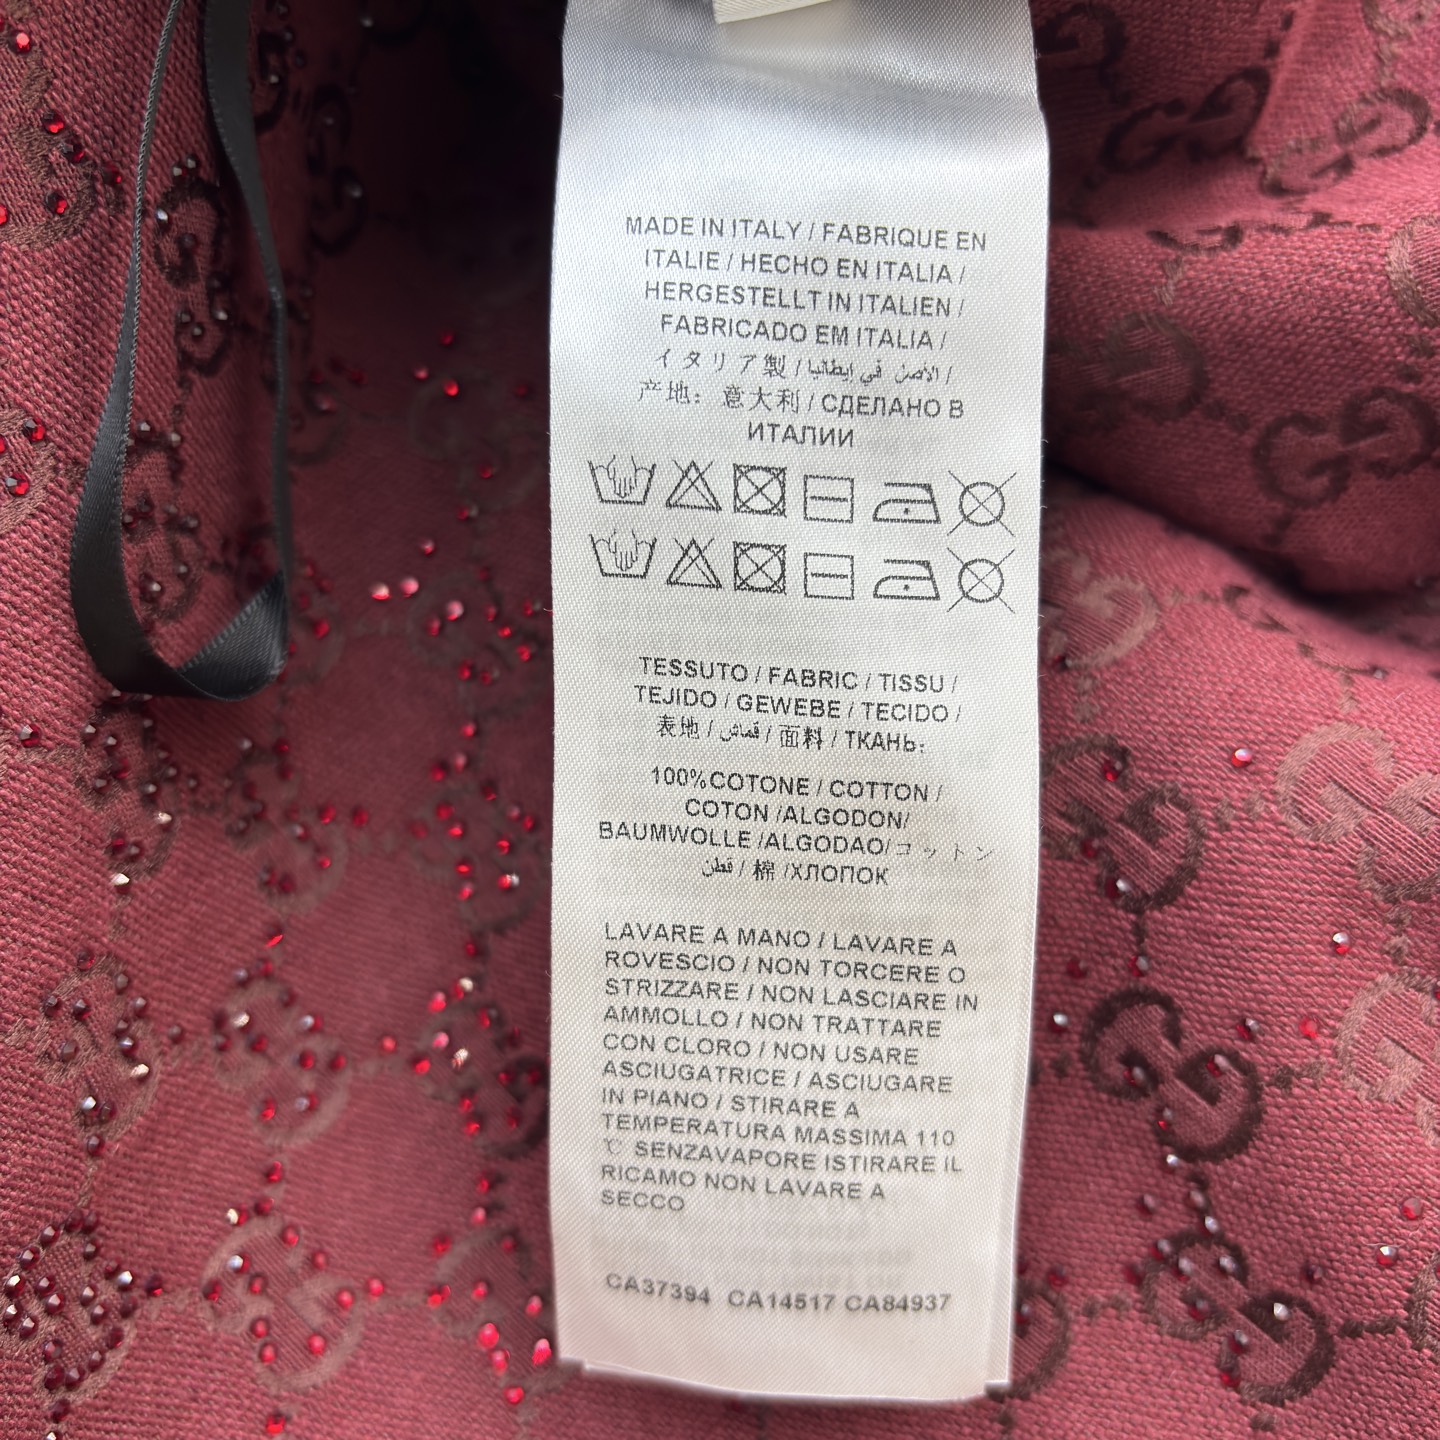 MADE IN ITALY / FABRIQUE EN
ITALIE / HECHO EN ITALIA /
HERGESTELLT IN ITALIEN /
FABRICADO EM ITALIA /
イタリア製 / في إيطاليا /
产地：意大利 / СДЕЛАНО В
ИТАЛИИ
TESSUTO / FABRIC / TISSU /
TEJIDO / GEWEBE / TECIDO /
表地 / قماش / 面料 / ТКАНЬ:
100%COTONE / COTTON /
COTON /ALGODON/
BAUMWOLLE /ALGODAO/コットン
قطن / 棉 /ХЛОПОК
LAVARE A MANO / LAVARE A
ROVESCIO / NON TORCERE O
STRIZZARE / NON LASCIARE IN
AMMOLLO / NON TRATTARE
CON CLORO / NON USARE
ASCIUGATRICE / ASCIUGARE
IN PIANO / STIRARE A
TEMPERATURA MASSIMA 110
℃ SENZAVAPORE ISTIRARE IL
RICAMO NON LAVARE A
SECCO
CA37394 CA14517 CA84937